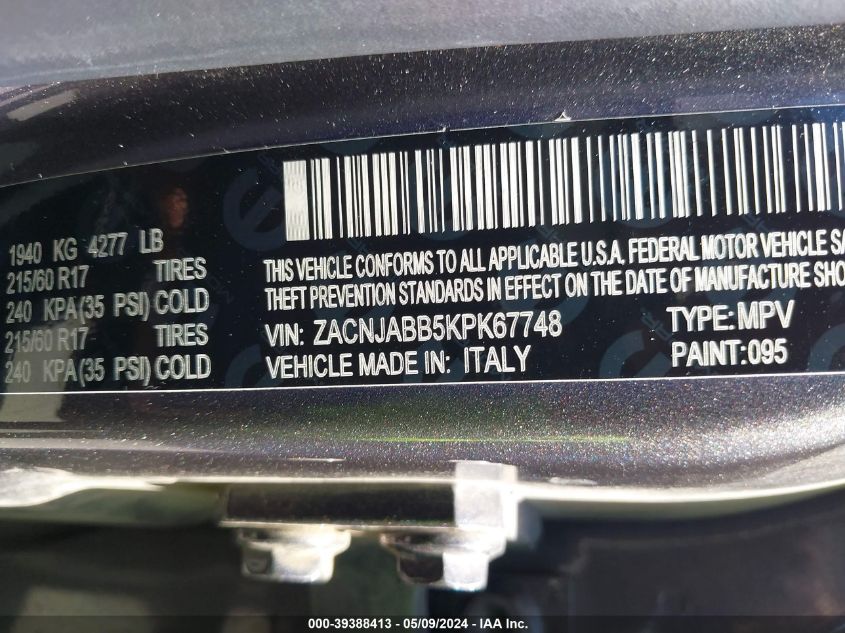 1940 KG 4277 LB
215/60 R17 TIRES
240 KPA(35 PSI)COLD
215/60 R17 TIRES
240 KPA(35 PSI)COLD
THIS VEHICLE CONFORMS TO ALL APPLICABLE U.S.A. FEDERAL MOTOR VEHICLE SA
THEFT PREVENTION STANDARDS IN EFFECT ON THE DATE OF MANUFACTURE SHO
VIN: ZACNJABB5KPK67748 TYPE:MPV
VEHICLE MADE IN: ITALY PAINT:095
000-39388413 - 05/09/2024 - IAA Inc.